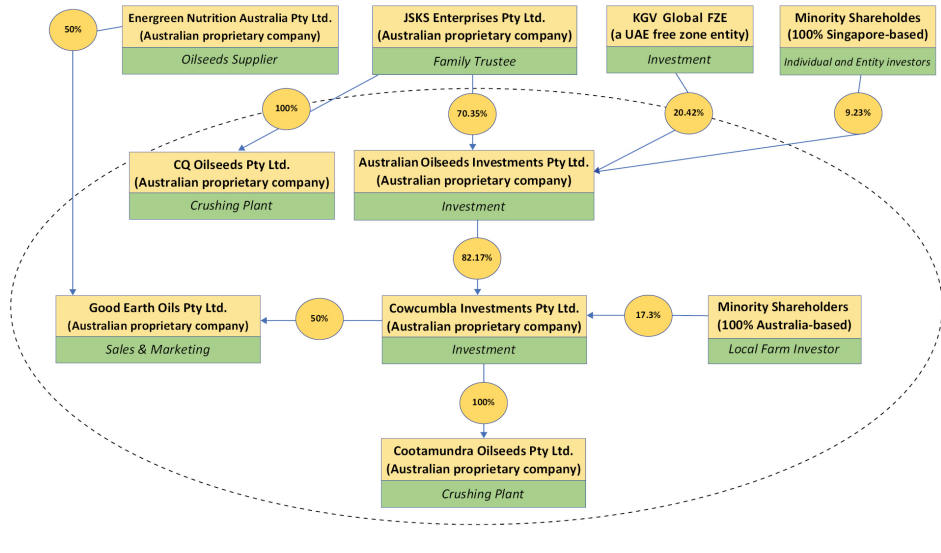 Energreen Nutrition Australia Pty Ltd.
(Australian proprietary company)
Oilseeds Supplier
JSKS Enterprises Pty Ltd.
(Australian proprietary company)
Family Trustee
KGV Global FZE
(a UAE free zone entity)
Investment
Minority Shareholdes
(100% Singapore-based)
Individual and Entity investors
50%
100%
70.35%
20.42%
9.23%
CQ Oilseeds Pty Ltd.
(Australian proprietary company)
Crushing Plant
Australian Oilseeds Investments Pty Ltd.
(Australian proprietary company)
Investment
82.17%
Good Earth Oils Pty Ltd.
(Australian proprietary company)
Sales & Marketing
50%
Cowcumbla Investments Pty Ltd.
(Australian proprietary company)
Investment
17.3%
Minority Shareholders
(100% Australia-based)
Local Farm Investor
100%
Cootamundra Oilseeds Pty Ltd.
(Australian proprietary company)
Crushing Plant